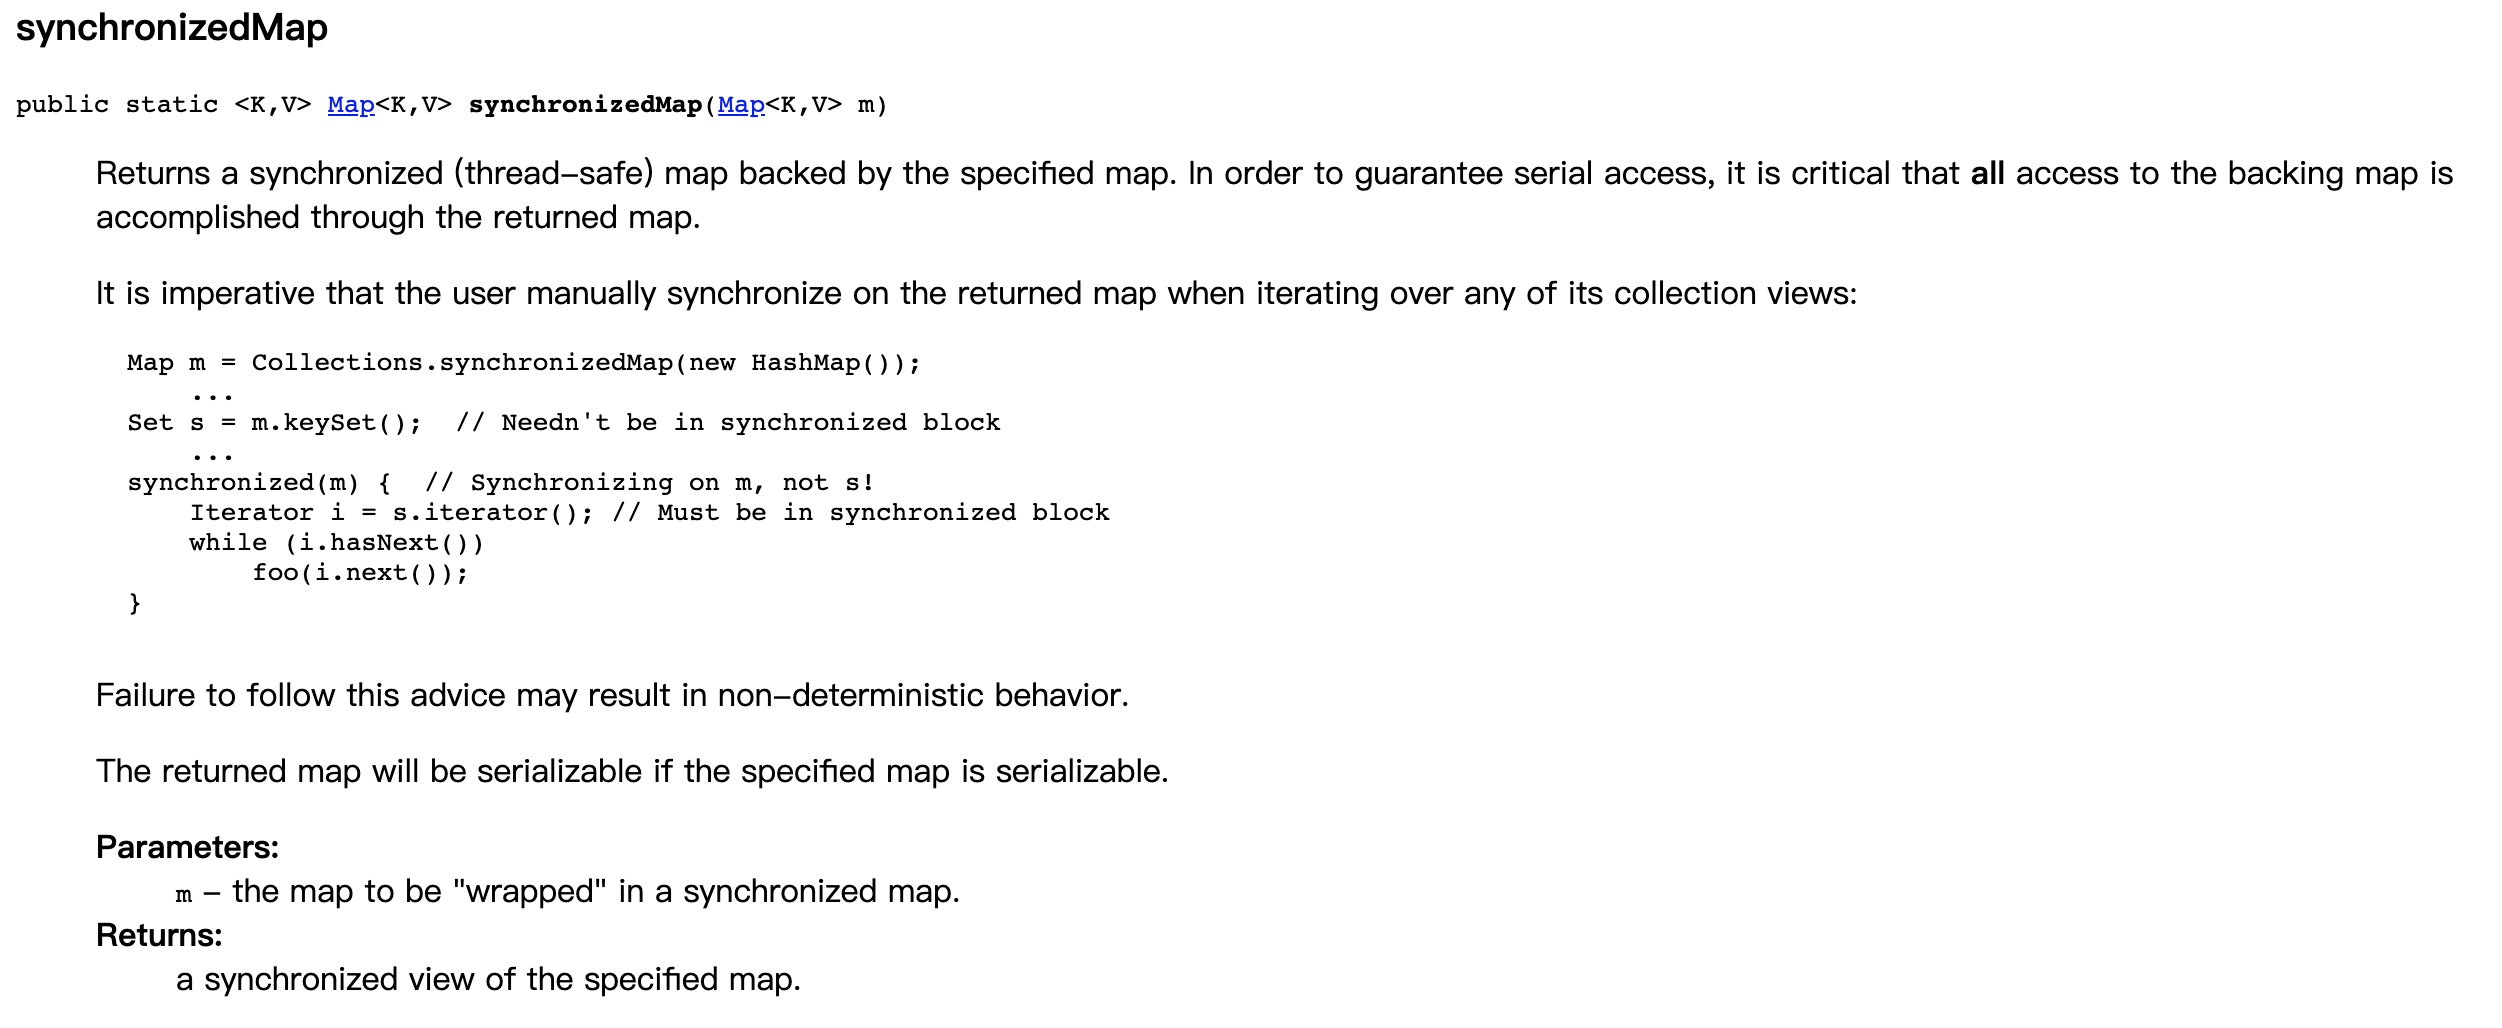 synchronizedMap
public static <K,V> Map<K,V> synchronizedMap(Map<K,V> m)
Returns a synchronized (thread-safe) map backed by the specified map. In order to guarantee serial access, it is critical that all access to the backing map is
accomplished through the returned map.
It is imperative that the user manually synchronize on the returned map when iterating over any of its collection views:
Map m = Collections.synchronizedMap(new HashMap());
...
Set s = m.keySet();  // Needn't be in synchronized block
...
synchronized(m) {  // Synchronizing on m, not s!
Iterator i = s.iterator(); // Must be in synchronized block
while (i.hasNext())
foo(i.next());
}
Failure to follow this advice may result in non-deterministic behavior.
The returned map will be serializable if the specified map is serializable.
Parameters:
m - the map to be "wrapped" in a synchronized map.
Returns:
a synchronized view of the specified map.